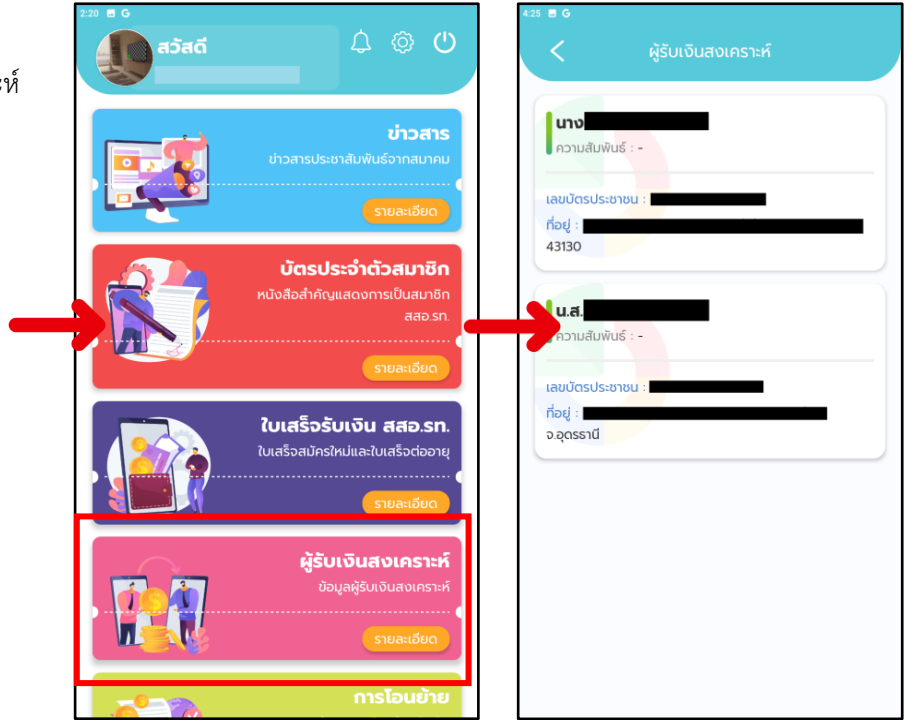 ะห์
2:20 G
สวัสดี
ข่าวสาร
ข่าวสารประชาสัมพันธ์จากสมาคม
รายละเอียด
บัตรประจำตัวสมาชิก
หนังสือสำคัญแสดงการเป็นสมาชิก
สสอ.รท.
รายละเอียด
ใบเสร็จรับเงิน สสอ.รท.
ใบเสร็จสมัครใหม่และใบเสร็จต่ออายุ
รายละเอียด
ผู้รับเงินสงเคราะห์
ข้อมูลผู้รับเงินสงเคราะห์
รายละเอียด
การโอนย้าย
4:25 G
ผู้รับเงินสงเคราะห์
นาง
ความสัมพันธ์ : -
เลขบัตรประชาชน :
ที่อยู่ :
43130
น.ส.
ความสัมพันธ์ : -
เลขบัตรประชาชน :
ที่อยู่ :
จ.อุดรธานี